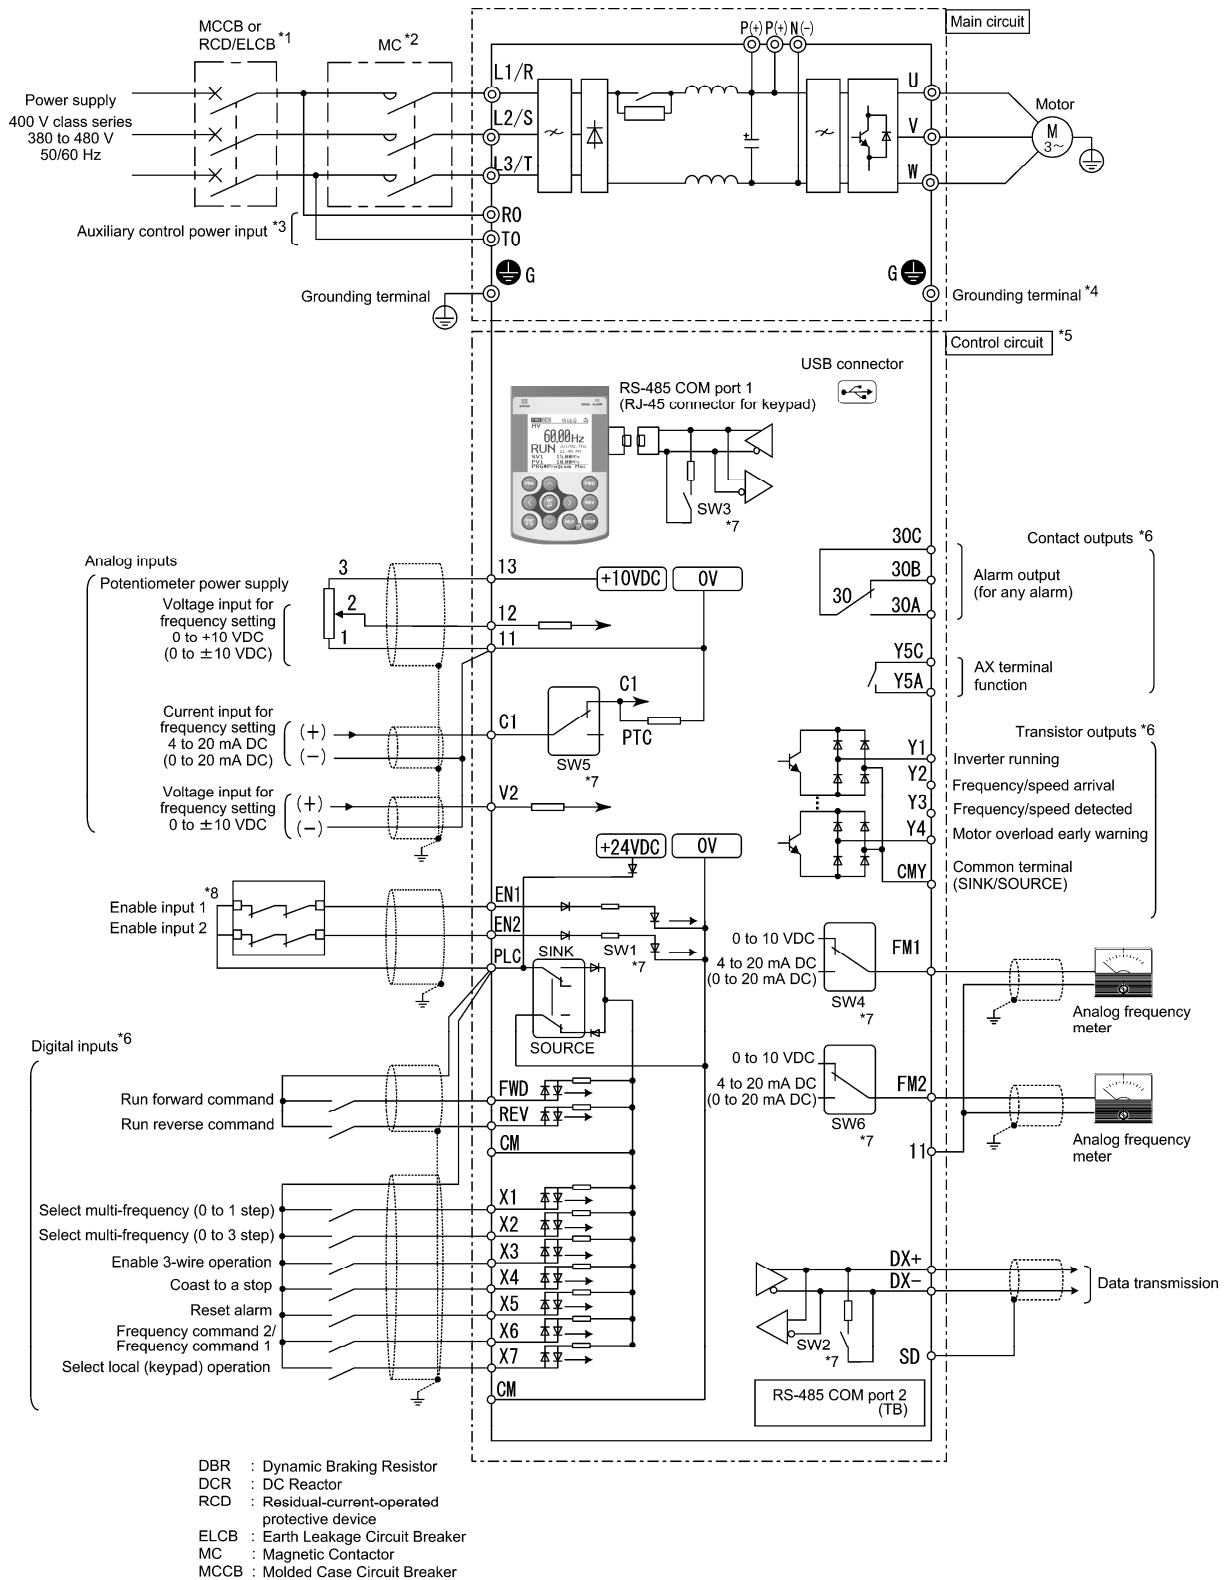 MCCB or
RCD/ELCB *1
MC *2
Main circuit
P(+) P(+) N(-)
L1/R
L2/S
L3/T
Power supply
400 V class series
380 to 480 V
50/60 Hz
U
V
W
Motor
M
3~
R0
T0
Auxiliary control power input *3
G
G
Grounding terminal
Grounding terminal *4
Control circuit *5
USB connector
RS-485 COM port 1
(RJ-45 connector for keypad)
60.00Hz
RUN
PRG
FWD
REV
HELP
STOP
SW3
*7
Analog inputs
Potentiometer power supply
Voltage input for
frequency setting
0 to +10 VDC
(0 to ±10 VDC)
3
2
1
13
12
11
+10VDC
0V
Current input for
frequency setting
4 to 20 mA DC
(0 to 20 mA DC)
(+)
(-)
C1
C1
PTC
SW5
*7
Voltage input for
frequency setting
0 to ±10 VDC
(+)
(-)
V2
+24VDC
0V
30C
30B
30
30A
Contact outputs *6
Alarm output
(for any alarm)
Y5C
Y5A
AX terminal
function
Transistor outputs *6
Y1
Inverter running
Y2
Frequency/speed arrival
Y3
Frequency/speed detected
Y4
Motor overload early warning
CMY
Common terminal
(SINK/SOURCE)
*8
Enable input 1
Enable input 2
EN1
EN2
PLC
SINK
SW1
*7
SOURCE
0 to 10 VDC
4 to 20 mA DC
(0 to 20 mA DC)
SW4
*7
FM1
Analog frequency
meter
0 to 10 VDC
4 to 20 mA DC
(0 to 20 mA DC)
SW6
*7
FM2
Analog frequency
meter
11
Digital inputs *6
Run forward command
Run reverse command
FWD
REV
CM
Select multi-frequency (0 to 1 step)
X1
Select multi-frequency (0 to 3 step)
X2
Enable 3-wire operation
X3
Coast to a stop
X4
Reset alarm
X5
Frequency command 2/
Frequency command 1
X6
Select local (keypad) operation
X7
CM
DX+
DX-
Data transmission
SW2
*7
SD
RS-485 COM port 2
(TB)
DBR : Dynamic Braking Resistor
DCR : DC Reactor
RCD : Residual-current-operated
protective device
ELCB : Earth Leakage Circuit Breaker
MC : Magnetic Contactor
MCCB : Molded Case Circuit Breaker